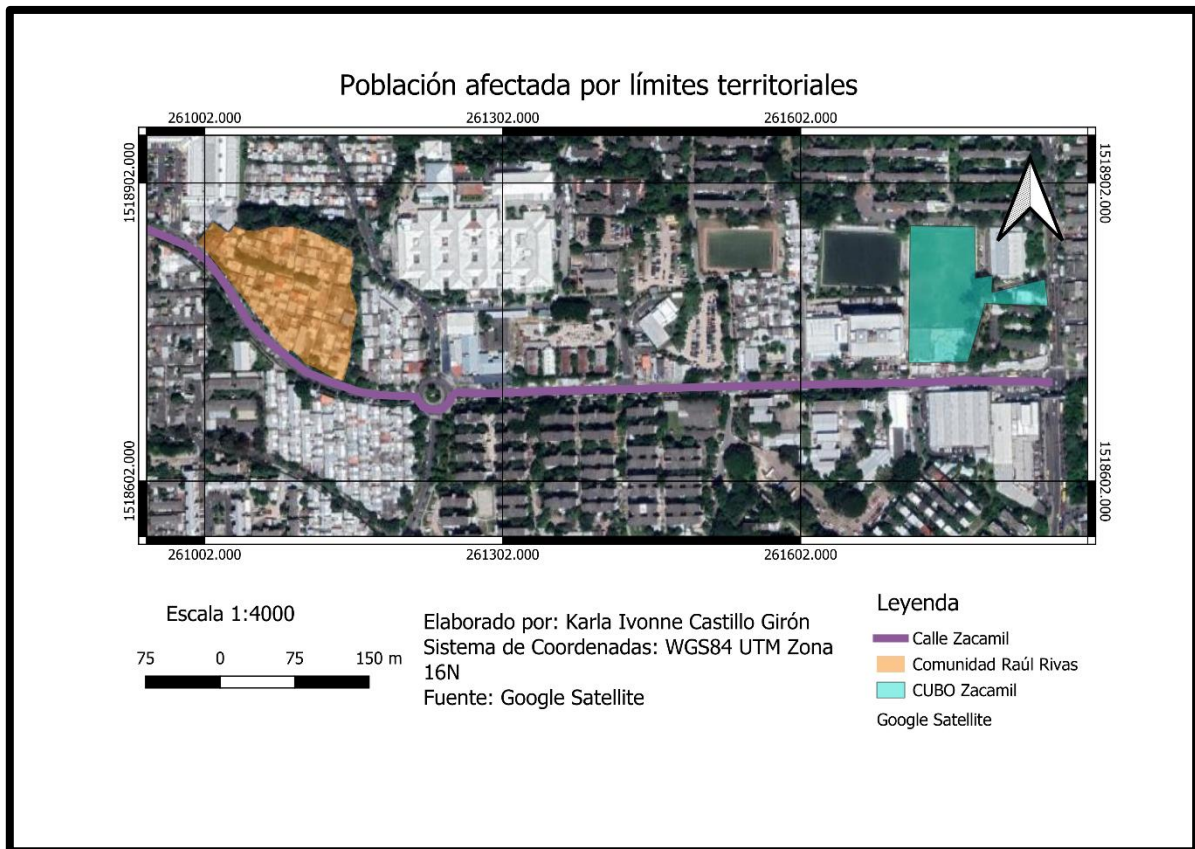 Población afectada por límites territoriales
261002.000 261302.000 261602.000
1518902.000 1518902.000
1518602.000 1518602.000
261002.000 261302.000 261602.000
Escala 1:4000
75 0 75 150 m
Elaborado por: Karla Ivonne Castillo Girón
Sistema de Coordenadas: WGS84 UTM Zona
16N
Fuente: Google Satellite
Leyenda
Calle Zacamil
Comunidad Raúl Rivas
CUBO Zacamil
Google Satellite